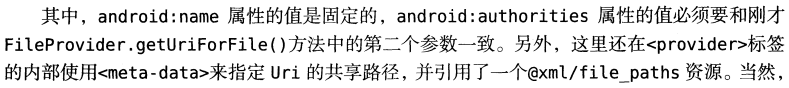 其中，android:name 属性的值是固定的，android:authorities 属性的值必须要和刚才
FileProvider.getUriForFile()方法中的第二个参数一致。另外，这里还在<provider>标签
的内部使用<meta-data>来指定 Uri 的共享路径，并引用了一个@xml/file_paths 资源。当然，